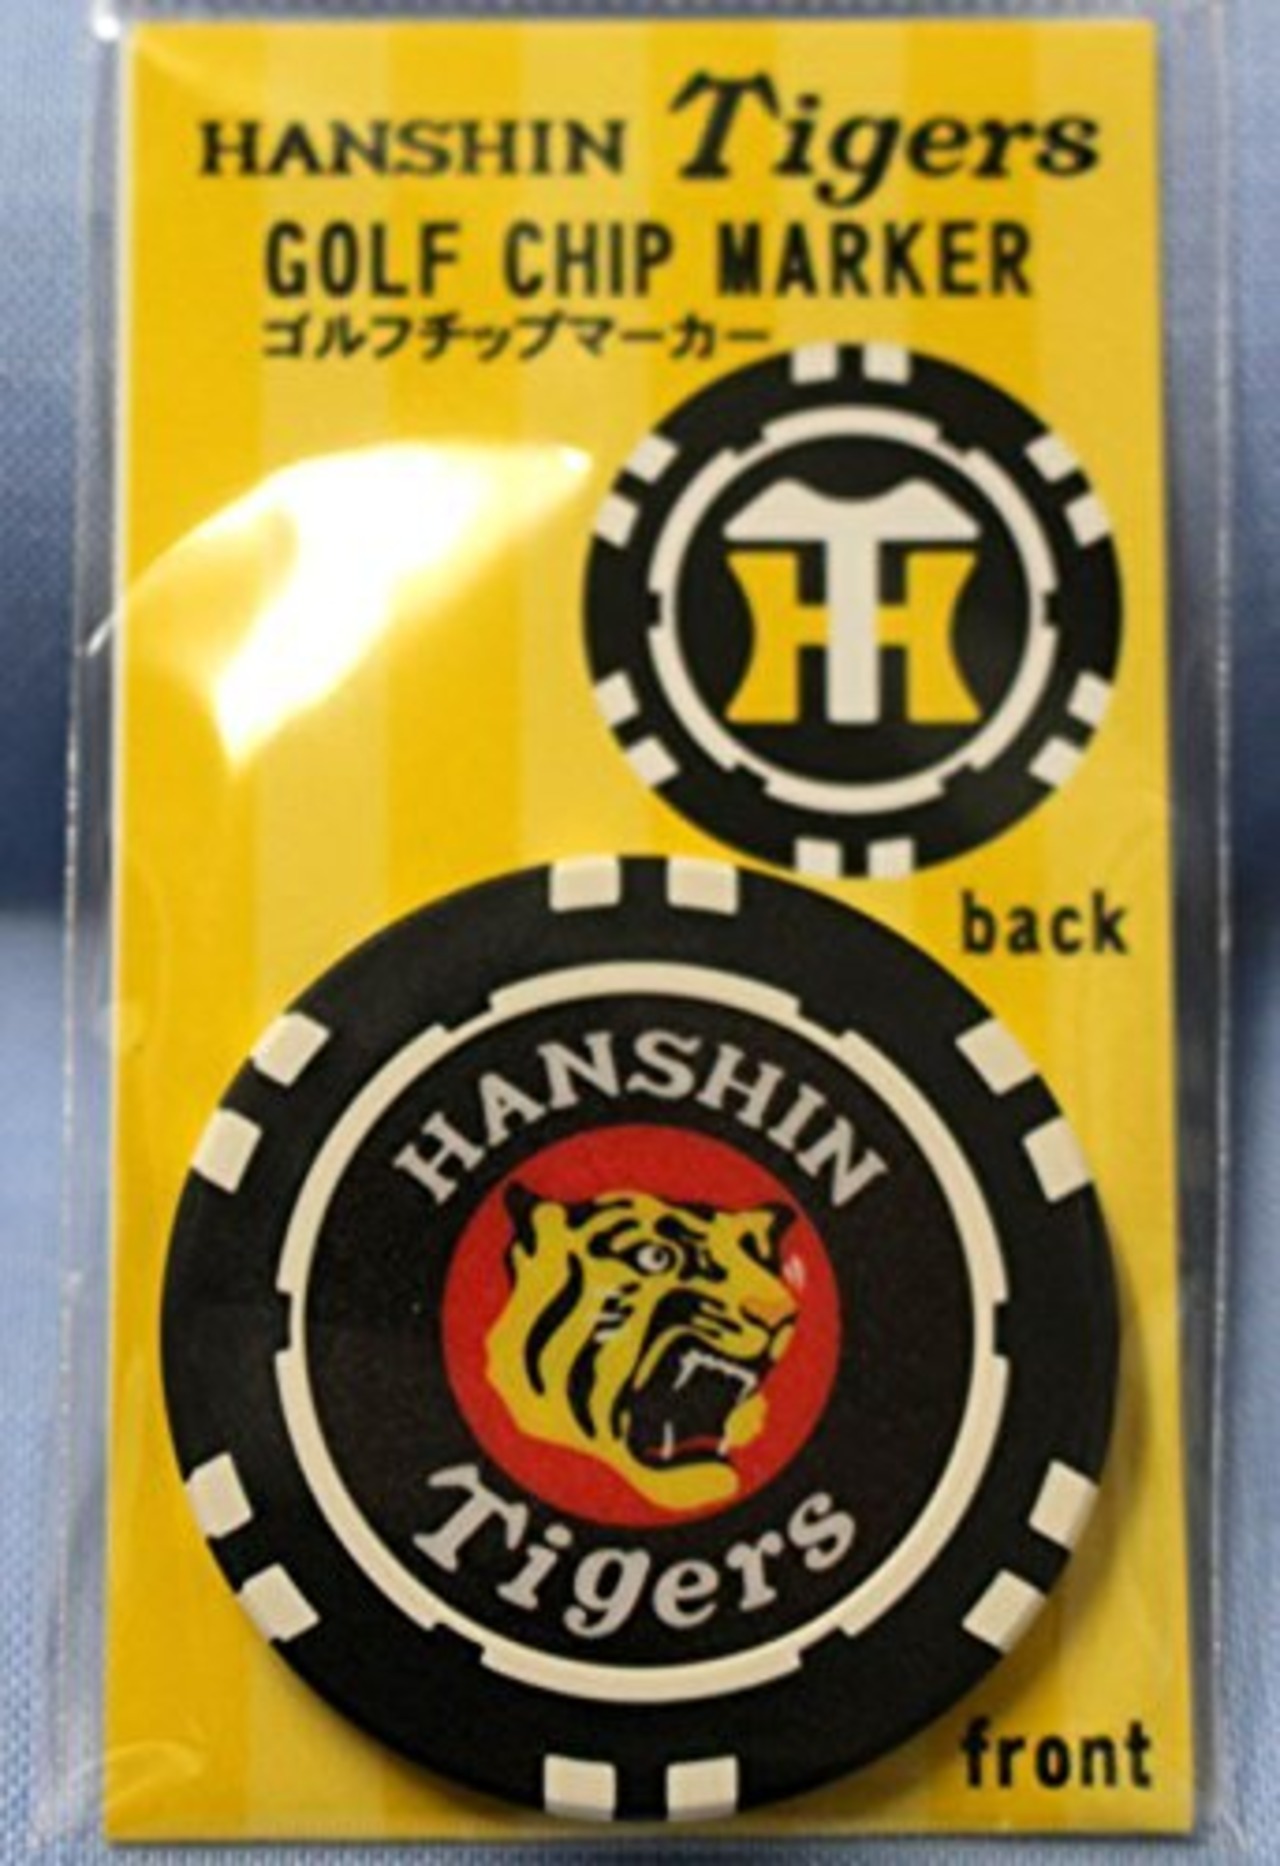 HANSHIN Tigers
GOLF CHIP MARKER
ゴルフチップマーカー
TH
back
HANSHIN
Tigers
front